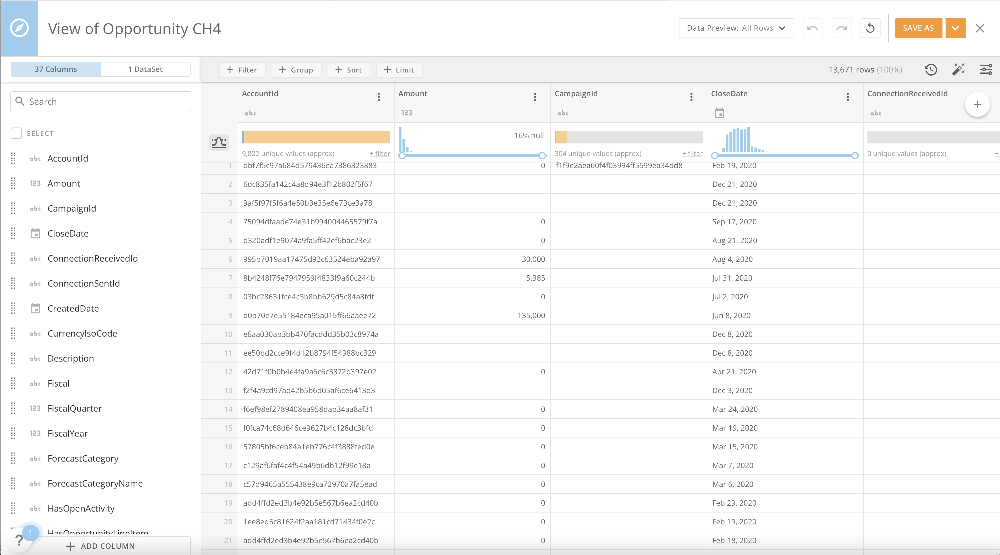 View of Opportunity CH4
Data Preview: All Rows
SAVE AS
37 Columns
1 DataSet
+ Filter
+ Group
+ Sort
+ Limit
13,671 rows (100%)
Search
SELECT
abc AccountId
123 Amount
abc CampaignId
CloseDate
abc ConnectionReceivedId
abc ConnectionSentId
CreatedDate
abc CurrencyIsoCode
abc Description
abc Fiscal
123 FiscalQuarter
123 FiscalYear
abc ForecastCategory
abc ForecastCategoryName
abc HasOpenActivity
HasOpportunityLineItem
? 1
+ ADD COLUMN
AccountId Amount CampaignId CloseDate ConnectionReceivedId
abc 123 abc abc
+
16% null
9,822 unique values (approx) + filter 304 unique values (approx) + filter 0 unique values (approx) +
1 dbf7f5c97a684d579436ea7386323883 0 f1f9e2aea60f4f03994ff5599ea34dd8 Feb 19, 2020
2 6dc835fa142c4a8d94e3f12b802f5f67 Dec 21, 2020
3 9af5f97f5f6a4e50b3e35e6e73ce3a78 Dec 21, 2020
4 75094dfaade74e31b994004465579f7a 0 Sep 17, 2020
5 d320adf1e9074a9fa5ff42ef6bac23e2 0 Aug 21, 2020
6 995b7019aa17475d92c63524eba92a97 30,000 Aug 4, 2020
7 8b4248f76e7947959f4833f9a60c244b 5,385 Jul 31, 2020
8 03bc28631fce4c3b8bb629d5c84a8fdf 0 Jul 2, 2020
9 d0b70e7e55184eca95a015ff66aaee72 135,000 Jun 8, 2020
10 e6aa030ab3bb470facddd35b03c8974a Dec 8, 2020
11 ee50bd2cce9f4d12b8794f54988bc329 Dec 8, 2020
12 42d71f0b0b4e4fa9a6c6c3372b397e02 0 Apr 21, 2020
13 f2f4a9cd97ad42b5b6d05af6ce6413d3 Dec 3, 2020
14 f6ef98ef2789408ea958dab34aa8af31 0 Mar 24, 2020
15 f0fca74c68d646ce9627b4c128dc3bfd 0 Mar 19, 2020
16 57805bf6ceb84a1eb776c4f3888fed0e 0 Mar 15, 2020
17 c129af6faf4c4f54a49b6db12f99e18a 0 Mar 7, 2020
18 c57d9465a555438e9ca72970a7fa5ead 0 Mar 6, 2020
19 add4ffd2ed3b4e92b5e567b6ea2cd40b 0 Feb 29, 2020
20 1ee8ed5c81624f2aa181cd71434f0e2c 0 Feb 19, 2020
21 add4ffd2ed3b4e92b5e567b6ea2cd40b 0 Feb 18, 2020